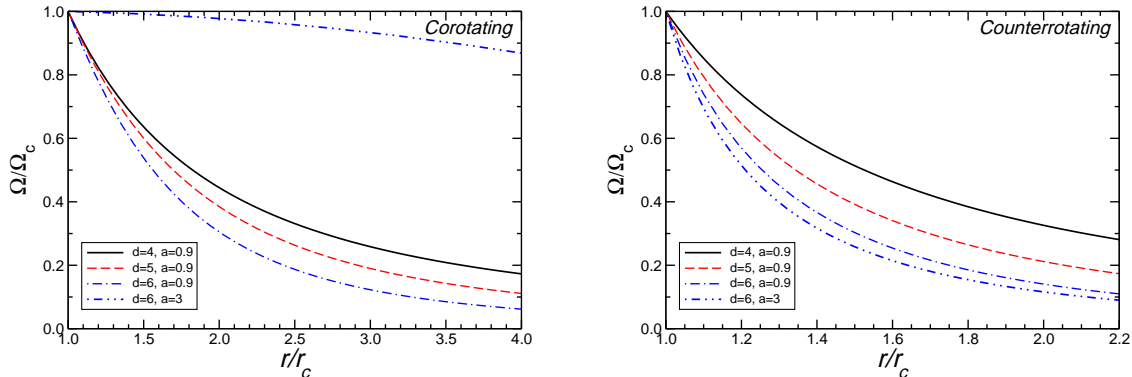 Corotating
1.0
0.8
0.6
0.4
0.2
0.0
Ω/Ωc
d=4, a=0.9
d=5, a=0.9
d=6, a=0.9
d=6, a=3
1.0 1.5 2.0 2.5 3.0 3.5 4.0
r/rc
Counterrotating
1.0
0.8
0.6
0.4
0.2
0.0
Ω/Ωc
d=4, a=0.9
d=5, a=0.9
d=6, a=0.9
d=6, a=3
1.0 1.2 1.4 1.6 1.8 2.0 2.2
r/rc